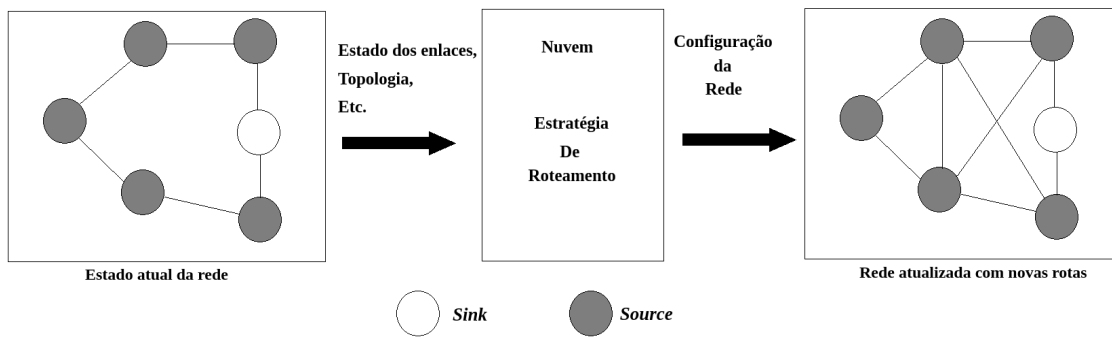 Estado dos enlaces,
Topologia,
Etc.
Nuvem
Estratégia
De
Roteamento
Configuração
da
Rede
Estado atual da rede
Rede atualizada com novas rotas
Sink
Source